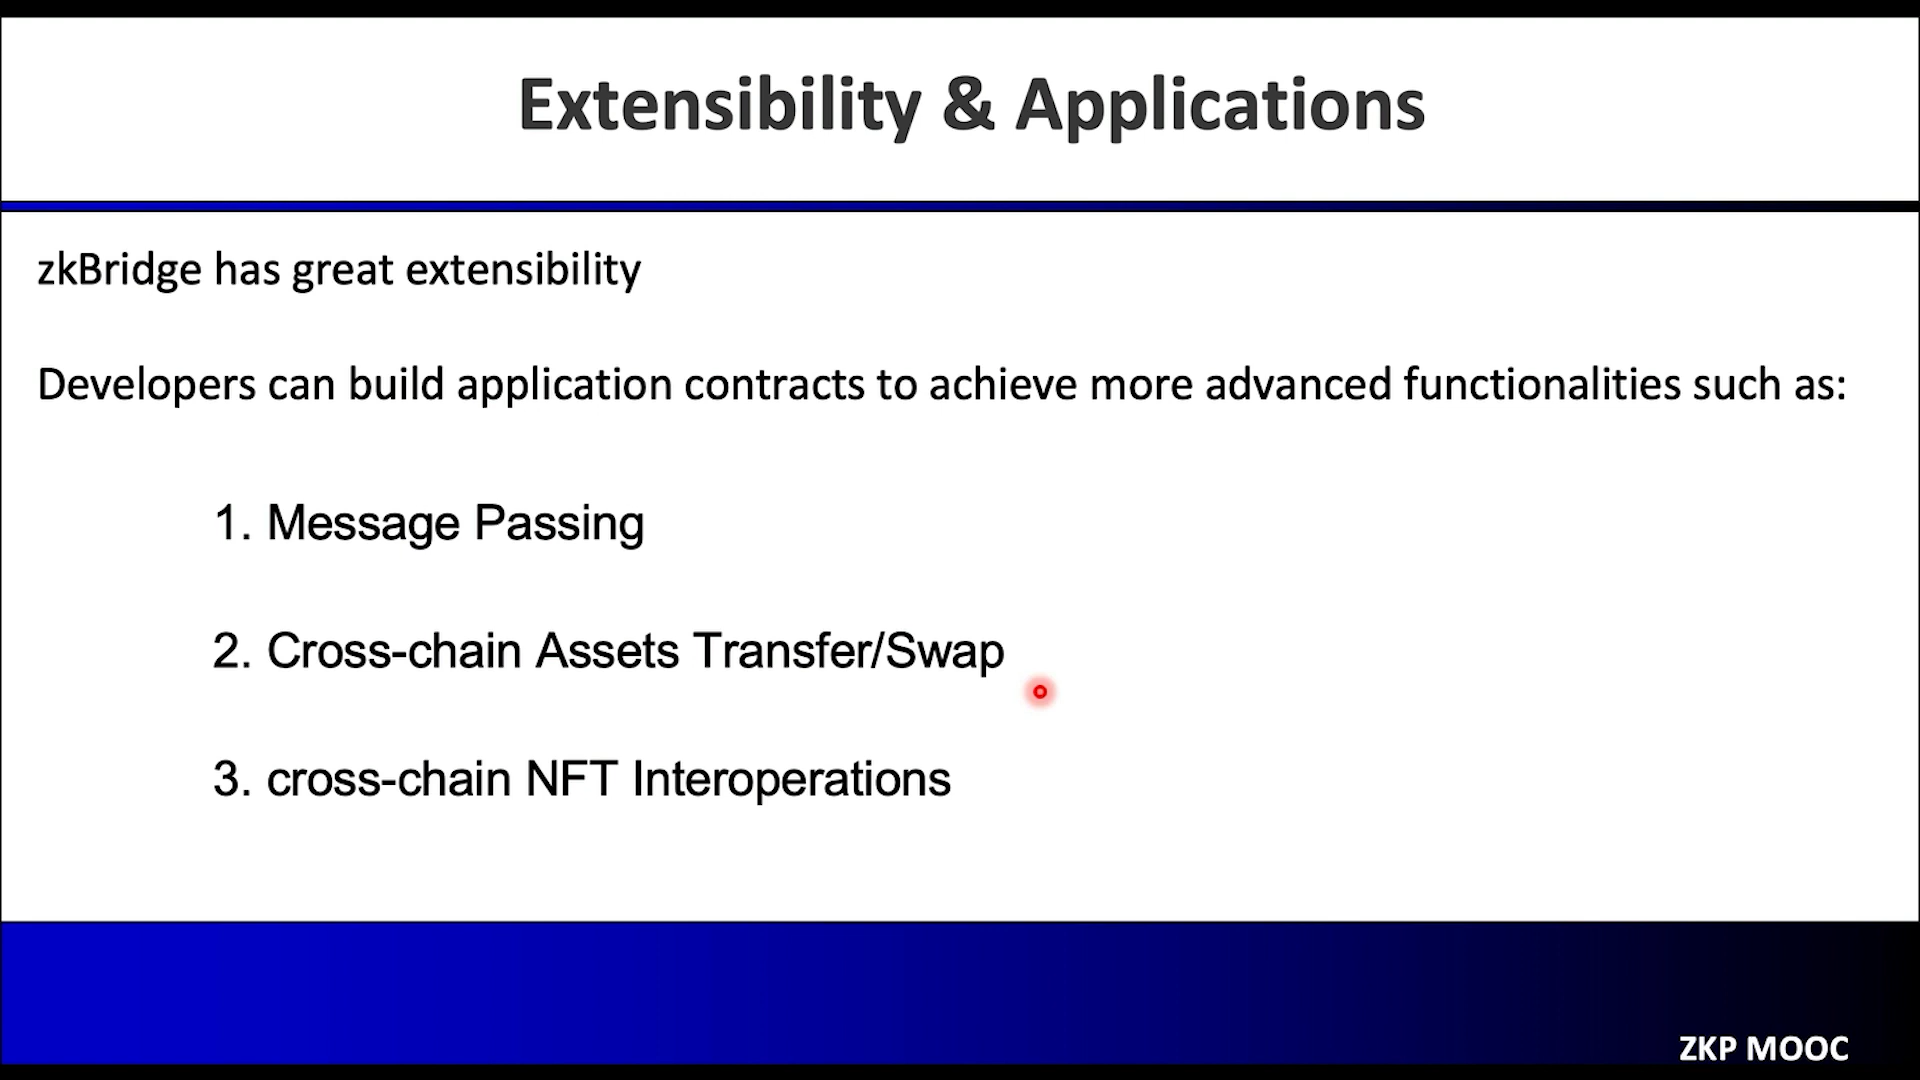 Extensibility & Applications
zkBridge has great extensibility
Developers can build application contracts to achieve more advanced functionalities such as:
1. Message Passing
2. Cross-chain Assets Transfer/Swap
3. cross-chain NFT Interoperations
ZKP MOOC